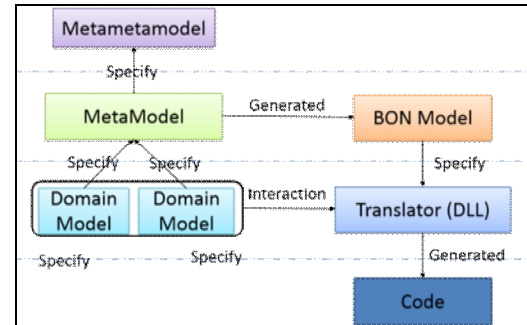 Metametamodel
Specify
MetaModel
Generated
BON Model
Specify
Specify
Specify
Domain
Model
Domain
Model
Interaction
Translator (DLL)
Specify
Specify
Generated
Code